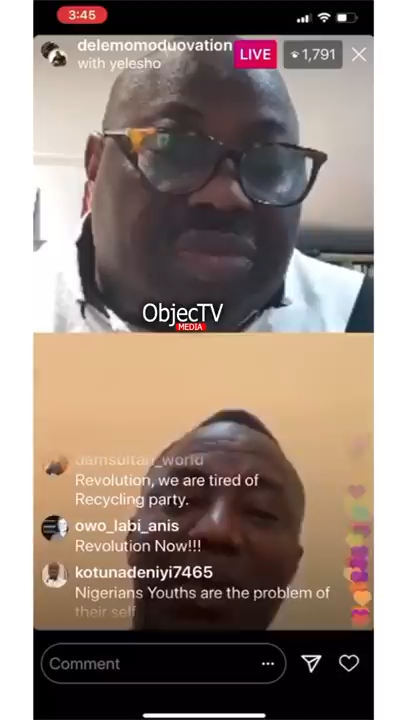 3:45
delemomoduovation
with yelesho
LIVE
1,791
ObjecTV
MEDIA
damsultan_world
Revolution, we are tired of
Recycling party.
owo_labi_anis
Revolution Now!!!
kotunadeniyi7465
Nigerians Youths are the problem of
their self
Comment